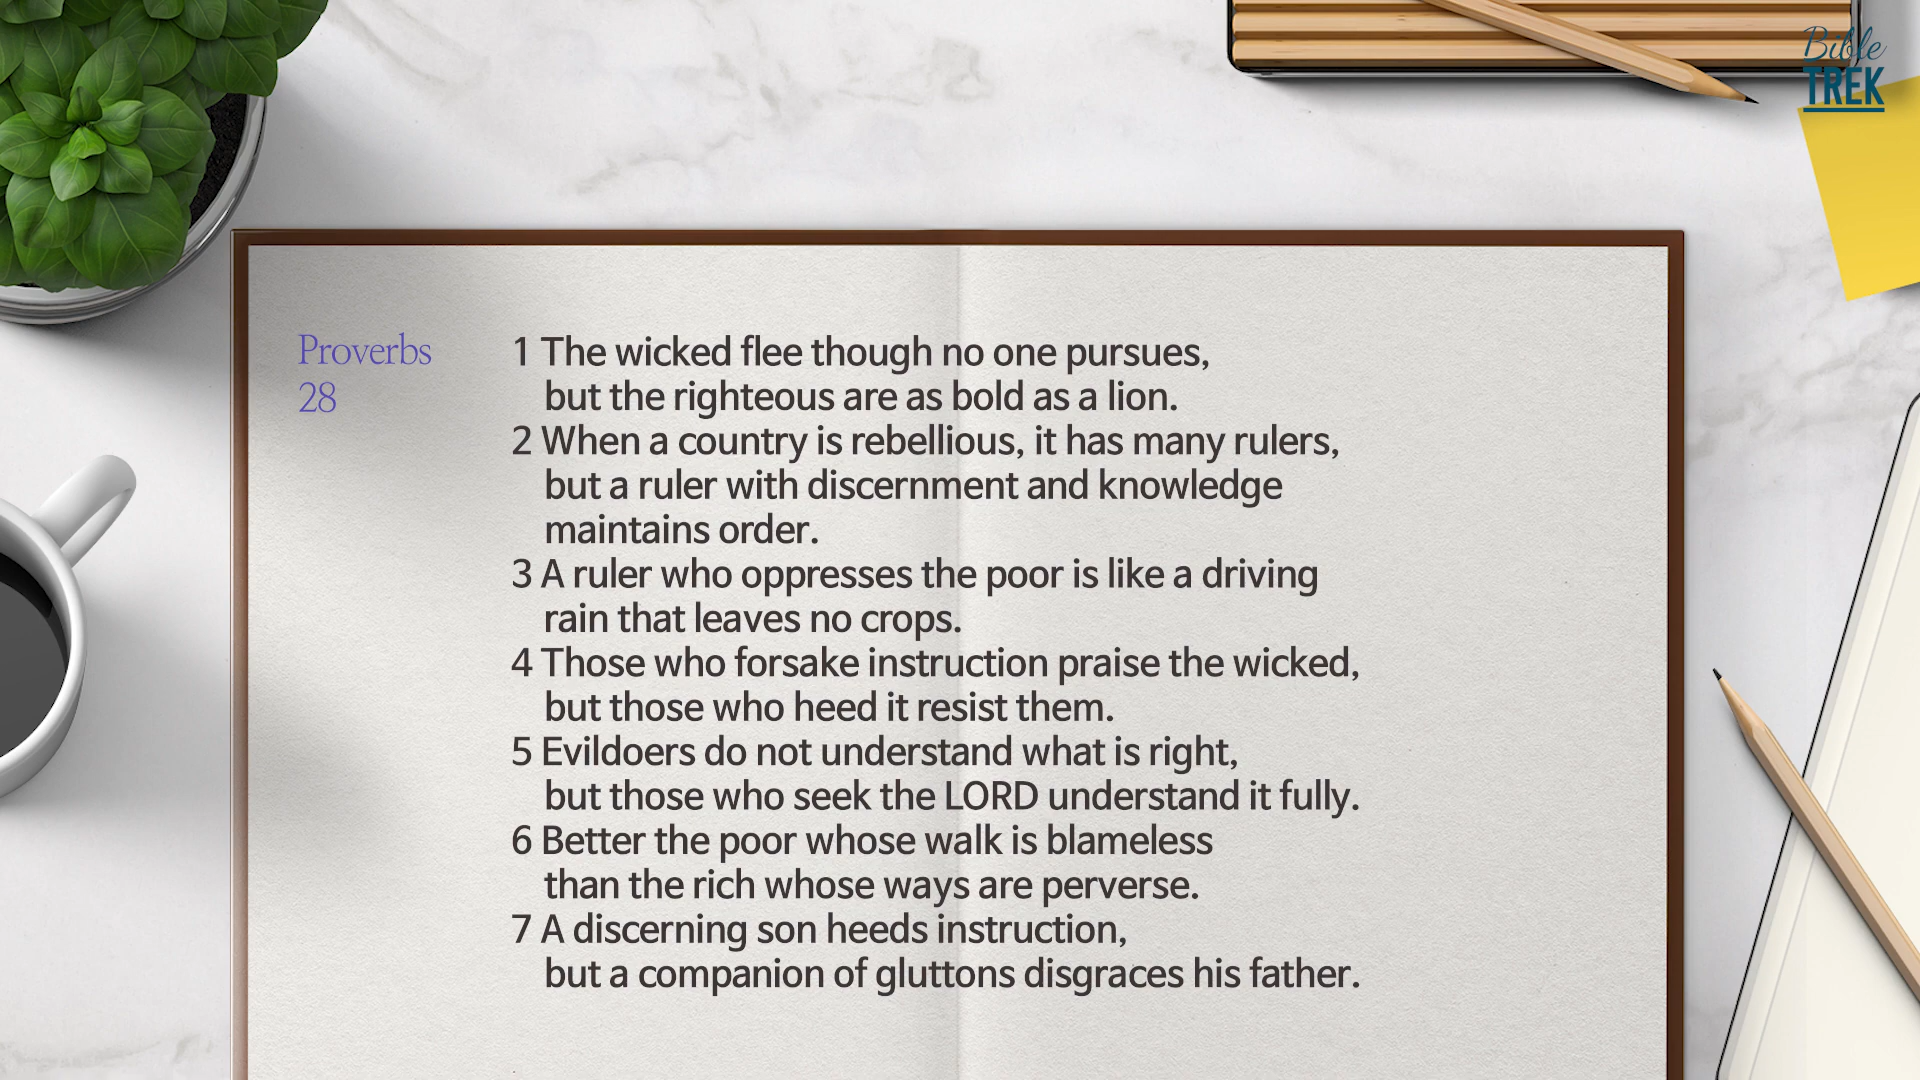 Bible
TREK
Proverbs
28
1 The wicked flee though no one pursues,
but the righteous are as bold as a lion.
2 When a country is rebellious, it has many rulers,
but a ruler with discernment and knowledge
maintains order.
3 A ruler who oppresses the poor is like a driving
rain that leaves no crops.
4 Those who forsake instruction praise the wicked,
but those who heed it resist them.
5 Evildoers do not understand what is right,
but those who seek the LORD understand it fully.
6 Better the poor whose walk is blameless
than the rich whose ways are perverse.
7 A discerning son heeds instruction,
but a companion of gluttons disgraces his father.